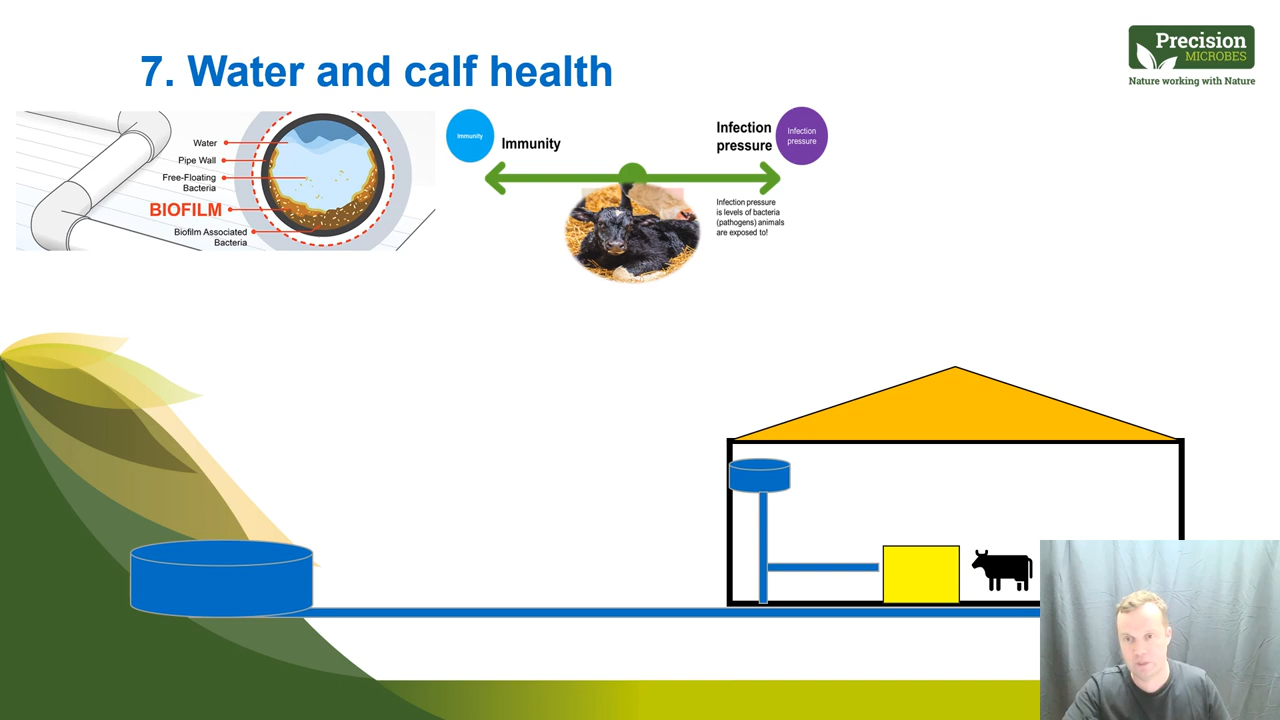 7. Water and calf health
Precision
MICROBES
Nature working with Nature
Water
Pipe Wall
Free-Floating
Bacteria
BIOFILM
Biofilm Associated
Bacteria
Immunity
Immunity
Infection
pressure
Infection
pressure
Infection pressure
is levels of bacteria
(pathogens) animals
are exposed to!